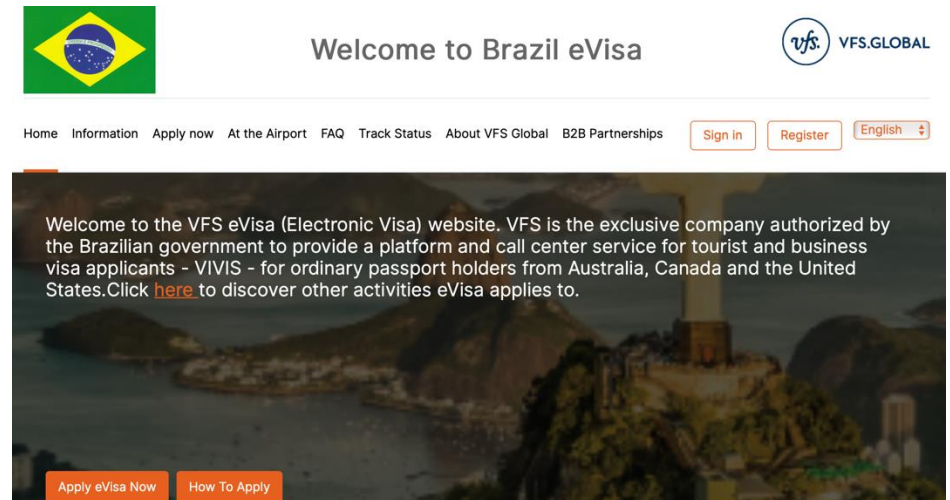 Welcome to Brazil eVisa
vfs. VFS.GLOBAL
Home Information Apply now At the Airport FAQ Track Status About VFS Global B2B Partnerships Sign in Register English
Welcome to the VFS eVisa (Electronic Visa) website. VFS is the exclusive company authorized by
the Brazilian government to provide a platform and call center service for tourist and business
visa applicants - VIVIS - for ordinary passport holders from Australia, Canada and the United
States.Click here to discover other activities eVisa applies to.
Apply eVisa Now How To Apply